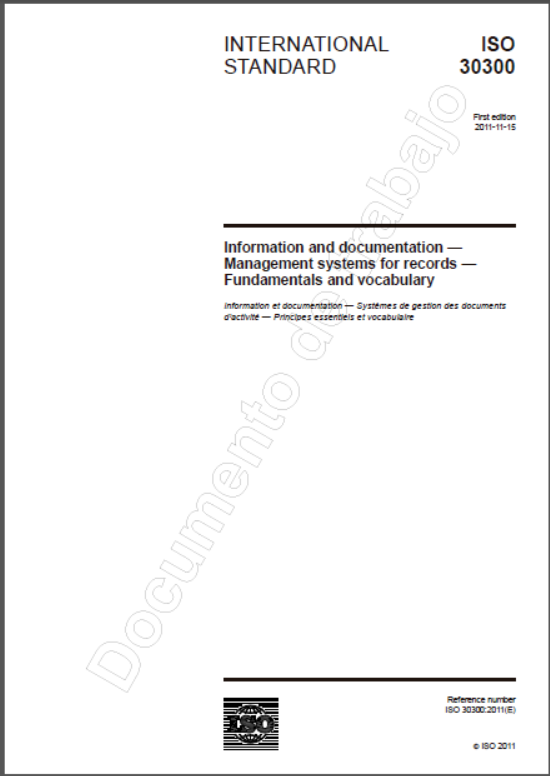 INTERNATIONAL
STANDARD
ISO
30300
First edition
2011-11-15
Information and documentation —
Management systems for records —
Fundamentals and vocabulary
Information et documentation — Systèmes de gestion des documents
d'activité — Principes essentiels et vocabulaire
Documento de Trabajo
ISO
Reference number
ISO 30300:2011(E)
© ISO 2011